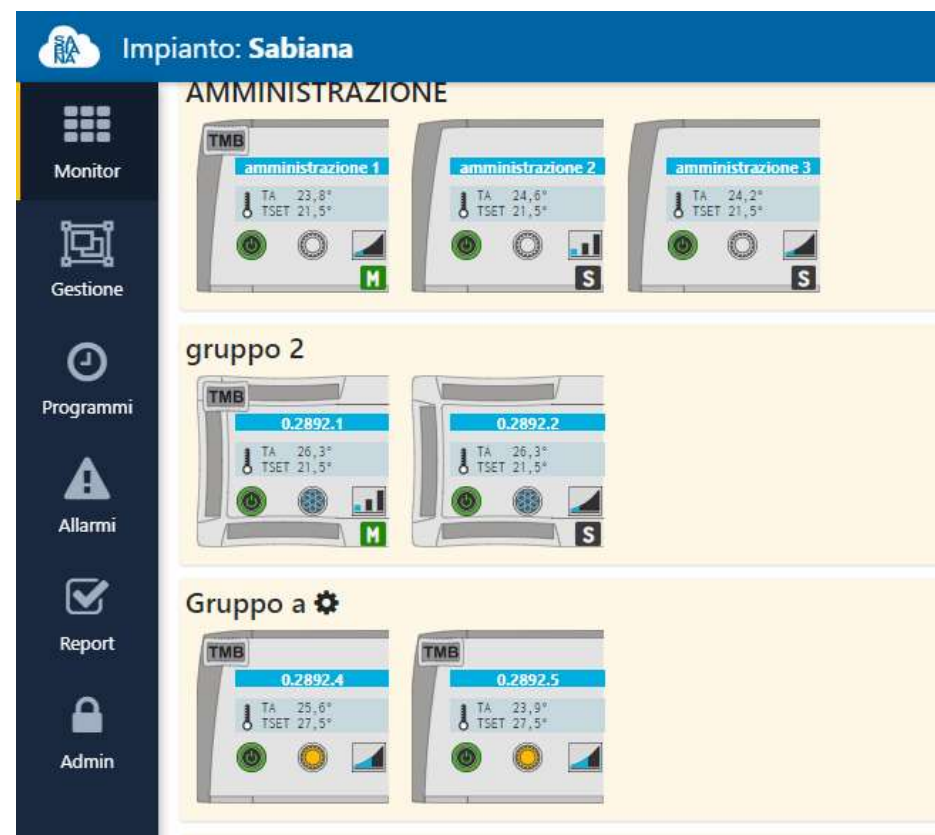 SABIANA
Impianto: Sabiana
Monitor
Gestione
Programmi
Allarmi
Report
Admin
AMMINISTRAZIONE
TMB
amministrazione 1
TA 23,8°
TSET 21,5°
M
amministrazione 2
TA 24,6°
TSET 21,5°
S
amministrazione 3
TA 24,2°
TSET 21,5°
S
gruppo 2
TMB
0.2892.1
TA 26,3°
TSET 21,5°
M
0.2892.2
TA 26,3°
TSET 21,5°
S
Gruppo a
TMB
0.2892.4
TA 25,6°
TSET 27,5°
TMB
0.2892.5
TA 23,9°
TSET 27,5°